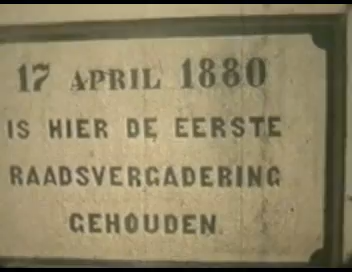 17 APRIL 1880
IS HIER DE EERSTE
RAADSVERGADERING
GEHOUDEN.